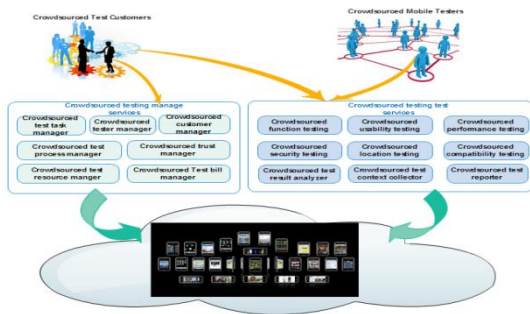 Crowdsourced Test Customers
Crowdsourced Mobile Testers
Crowdsourced testing manage
services
Crowdsourced
test task
manager
Crowdsourced
tester manager
Crowdsourced
customer
manager
Crowdsourced test
process manager
Crowdsourced trust
manager
Crowdsourced test
resource manger
Crowdsourced Test bill
manager
Crowdsourced testing test
services
Crowdsourced
function testing
Crowdsourced
usability testing
Crowdsourced
performance testing
Crowdsourced
security testing
Crowdsourced
location testing
Crowdsourced
compatibility testing
Crowdsourced test
result analyzer
Crowdsourced test
context collector
Crowdsourced test
reporter